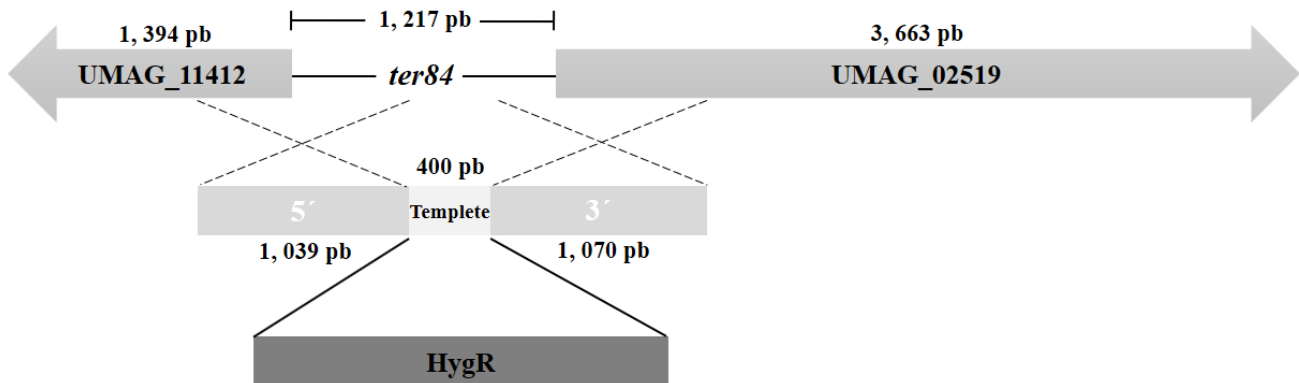 1, 217 pb
1, 394 pb
3, 663 pb
UMAG_11412
ter84
UMAG_02519
400 pb
5´
Templete
3´
1, 039 pb
1, 070 pb
HygR